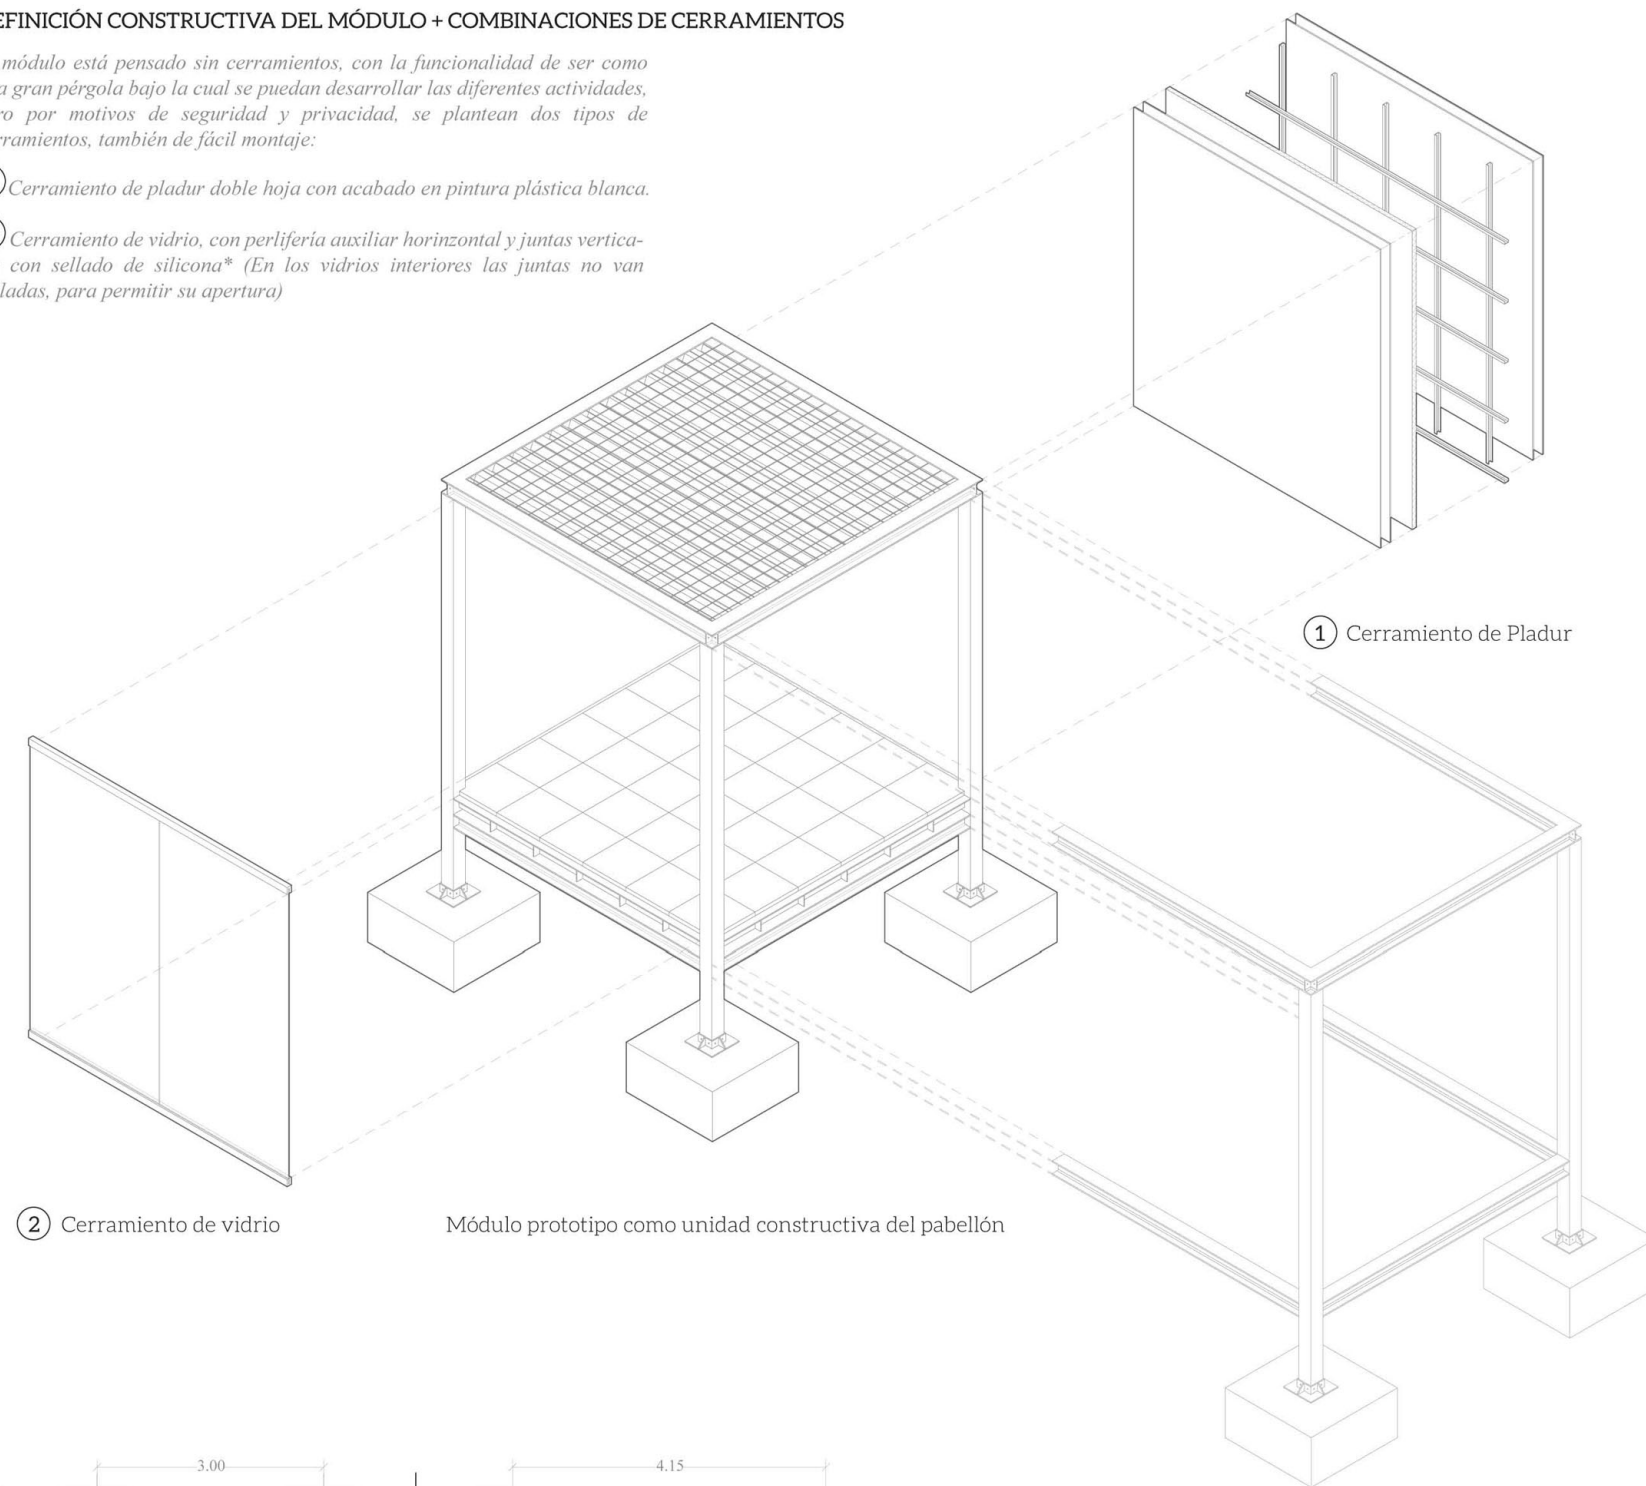 EFINICIÓN CONSTRUCTIVA DEL MÓDULO + COMBINACIONES DE CERRAMIENTOS
módulo está pensado sin cerramientos, con la funcionalidad de ser como
a gran pérgola bajo la cual se puedan desarrollar las diferentes actividades,
ro por motivos de seguridad y privacidad, se plantean dos tipos de
rramientos, también de fácil montaje:
Cerramiento de pladur doble hoja con acabado en pintura plástica blanca.
Cerramiento de vidrio, con perlifería auxiliar horinzontal y juntas vertica-
con sellado de silicona* (En los vidrios interiores las juntas no van
ladas, para permitir su apertura)
1 Cerramiento de Pladur
2 Cerramiento de vidrio
Módulo prototipo como unidad constructiva del pabellón
3.00
4.15